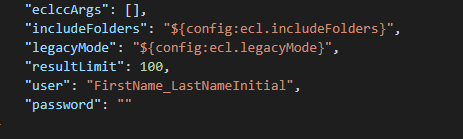 "eclccArgs": [],
"includeFolders": "${config:ecl.includeFolders}",
"legacyMode": "${config:ecl.legacyMode}",
"resultLimit": 100,
"user": "FirstName_LastNameInitial",
"password": ""